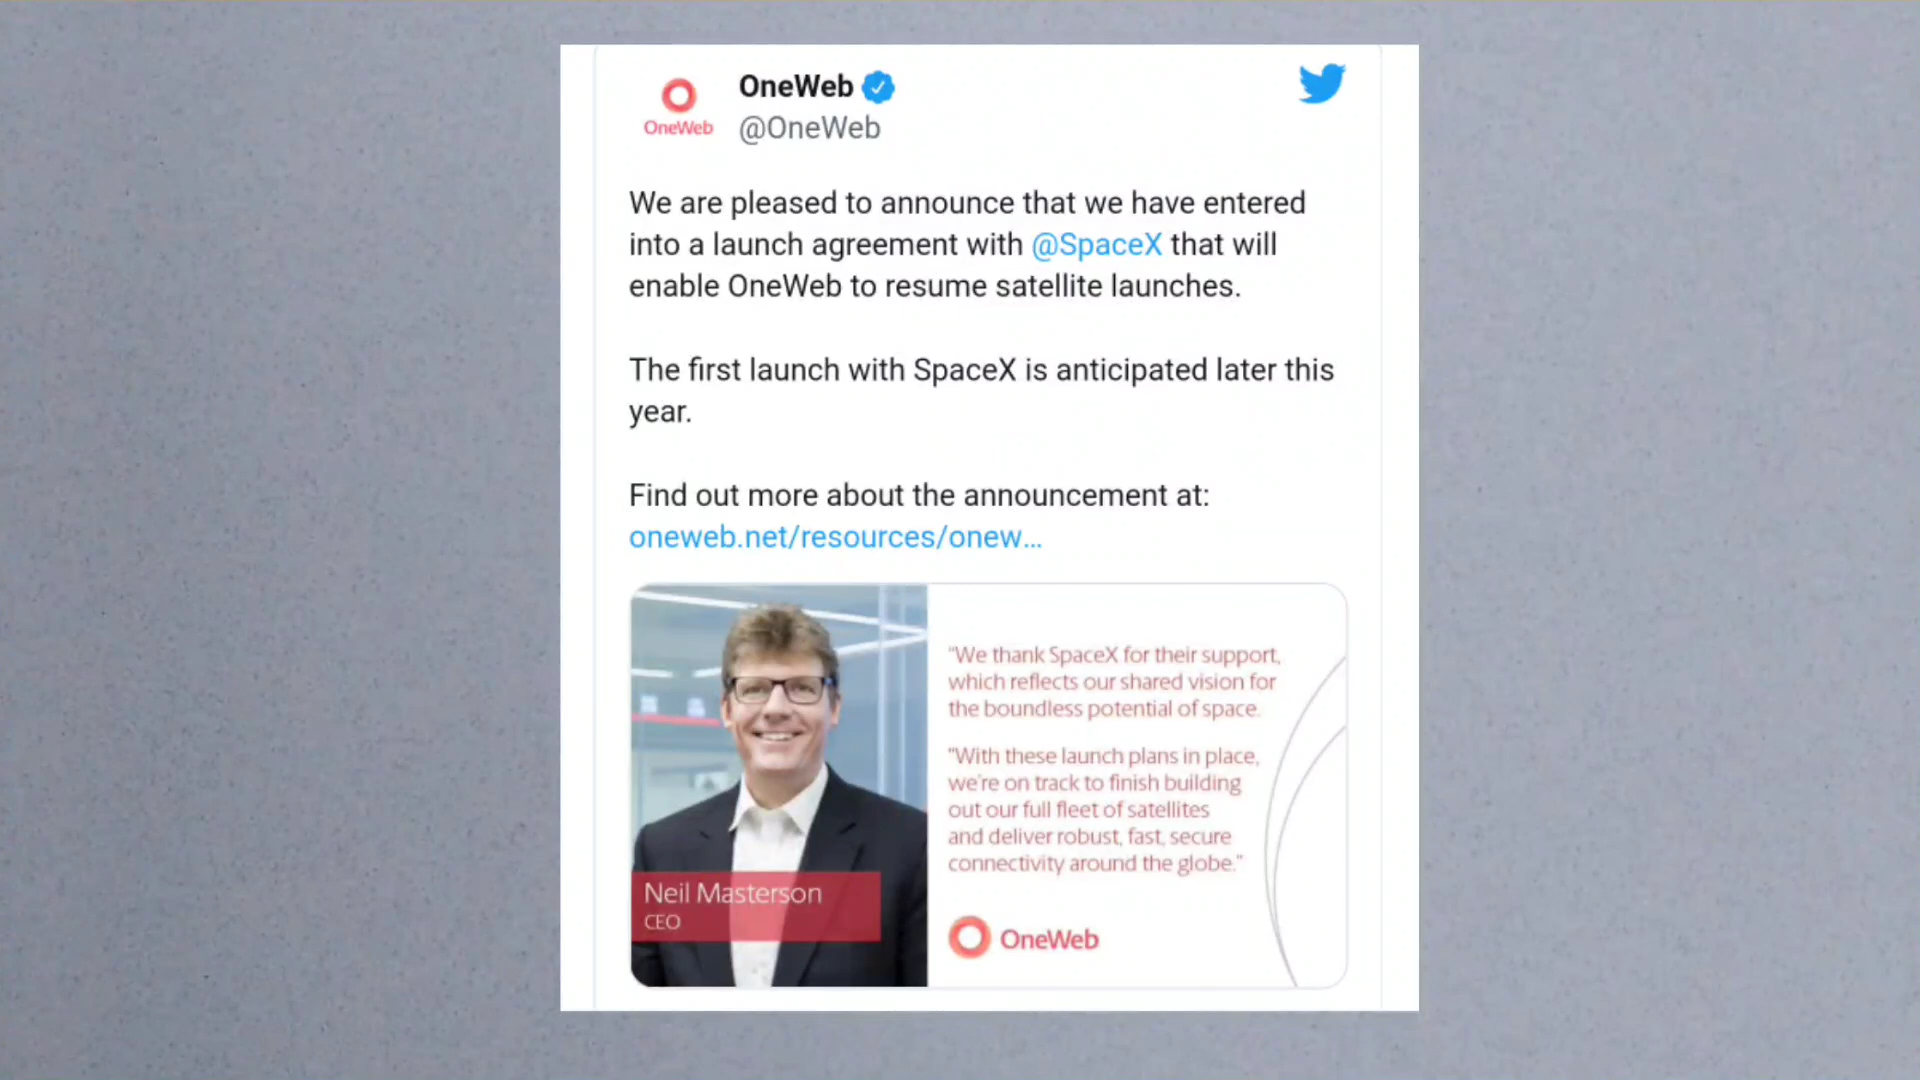 OneWeb
@OneWeb
OneWeb
We are pleased to announce that we have entered
into a launch agreement with @SpaceX that will
enable OneWeb to resume satellite launches.
The first launch with SpaceX is anticipated later this
year.
Find out more about the announcement at:
oneweb.net/resources/onew…
"We thank SpaceX for their support,
which reflects our shared vision for
the boundless potential of space.
"With these launch plans in place,
we're on track to finish building
out our full fleet of satellites
and deliver robust, fast, secure
connectivity around the globe."
Neil Masterson
CEO
OneWeb